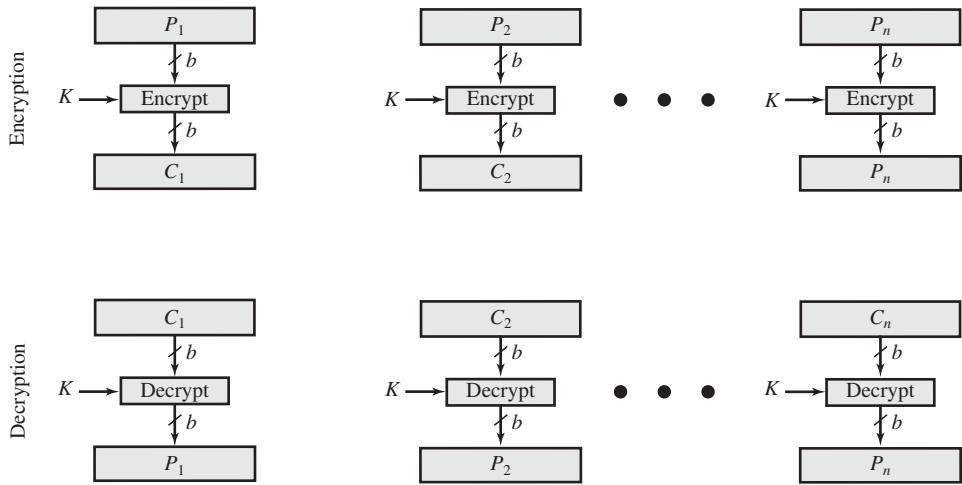 P₁ P₂ Pₙ
b b b
Encryption
K Encrypt K Encrypt K Encrypt
b b b
C₁ C₂ Pₙ
C₁ C₂ Cₙ
b b b
Decryption
K Decrypt K Decrypt K Decrypt
b b b
P₁ P₂ Pₙ